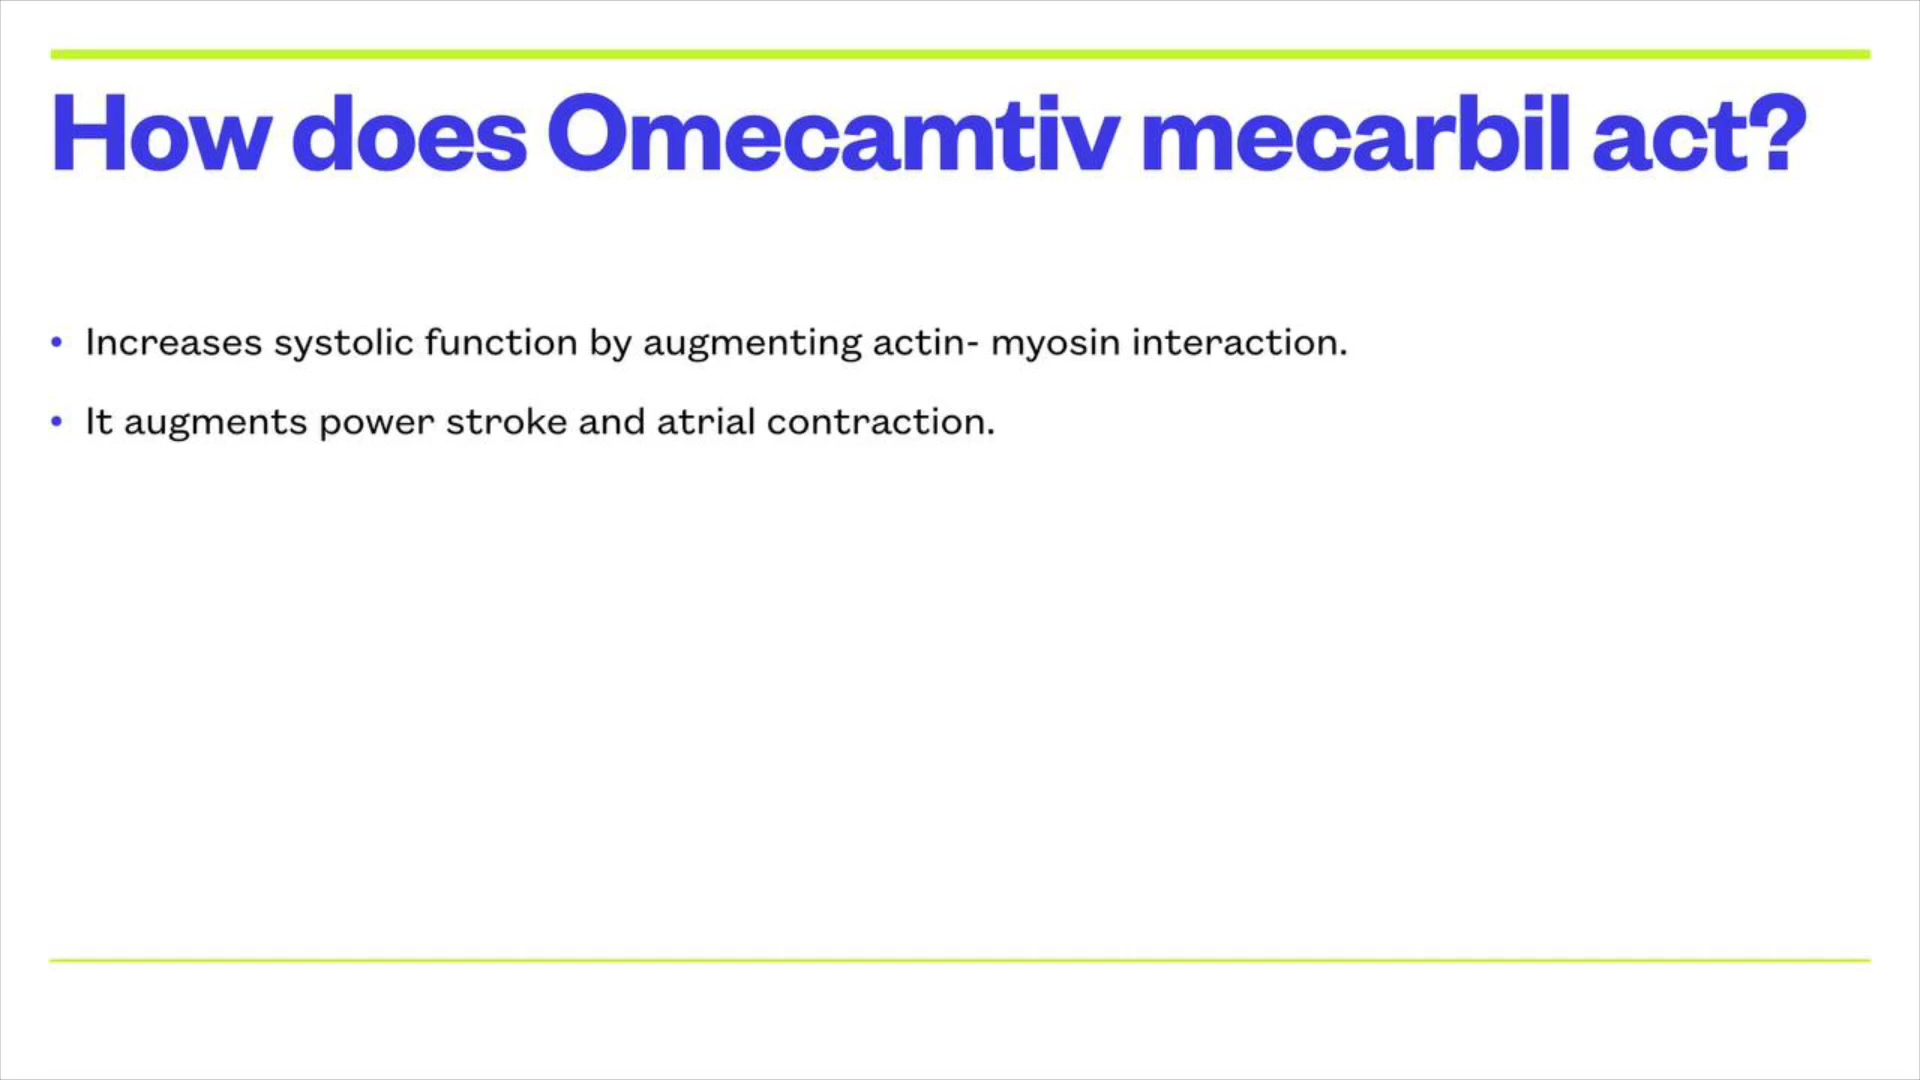 How does Omecamtiv mecarbil act?
• Increases systolic function by augmenting actin- myosin interaction.
• It augments power stroke and atrial contraction.